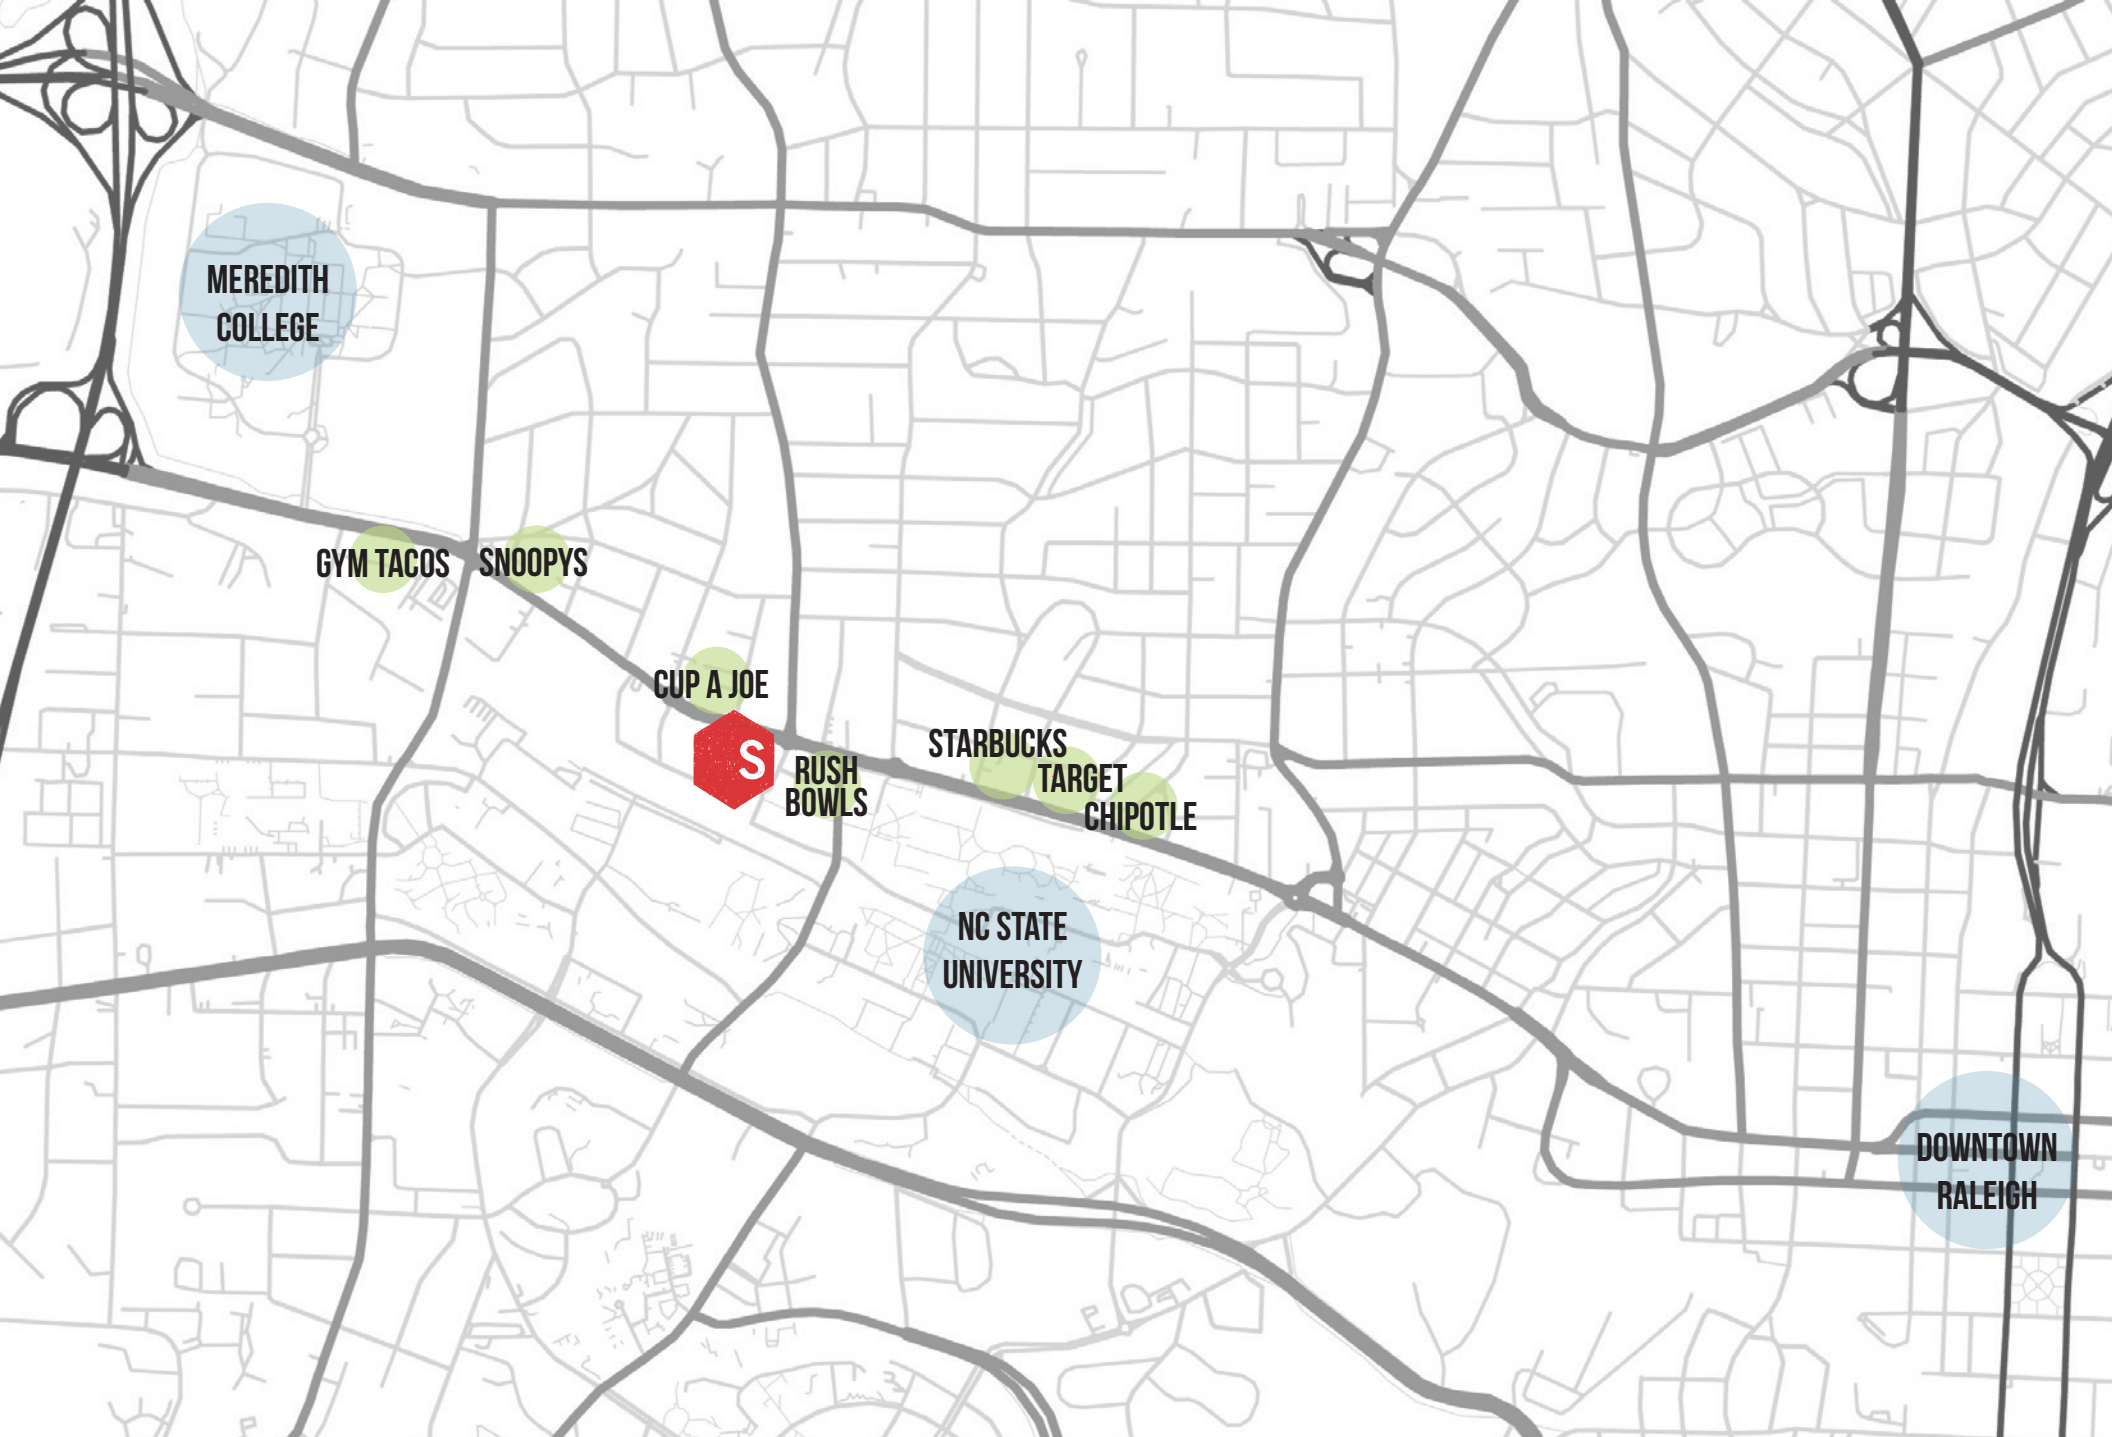 MEREDITH
COLLEGE
GYM TACOS
SNOOPYS
CUP A JOE
S
RUSH
BOWLS
STARBUCKS
TARGET
CHIPOTLE
NC STATE
UNIVERSITY
DOWNTOWN
RALEIGH